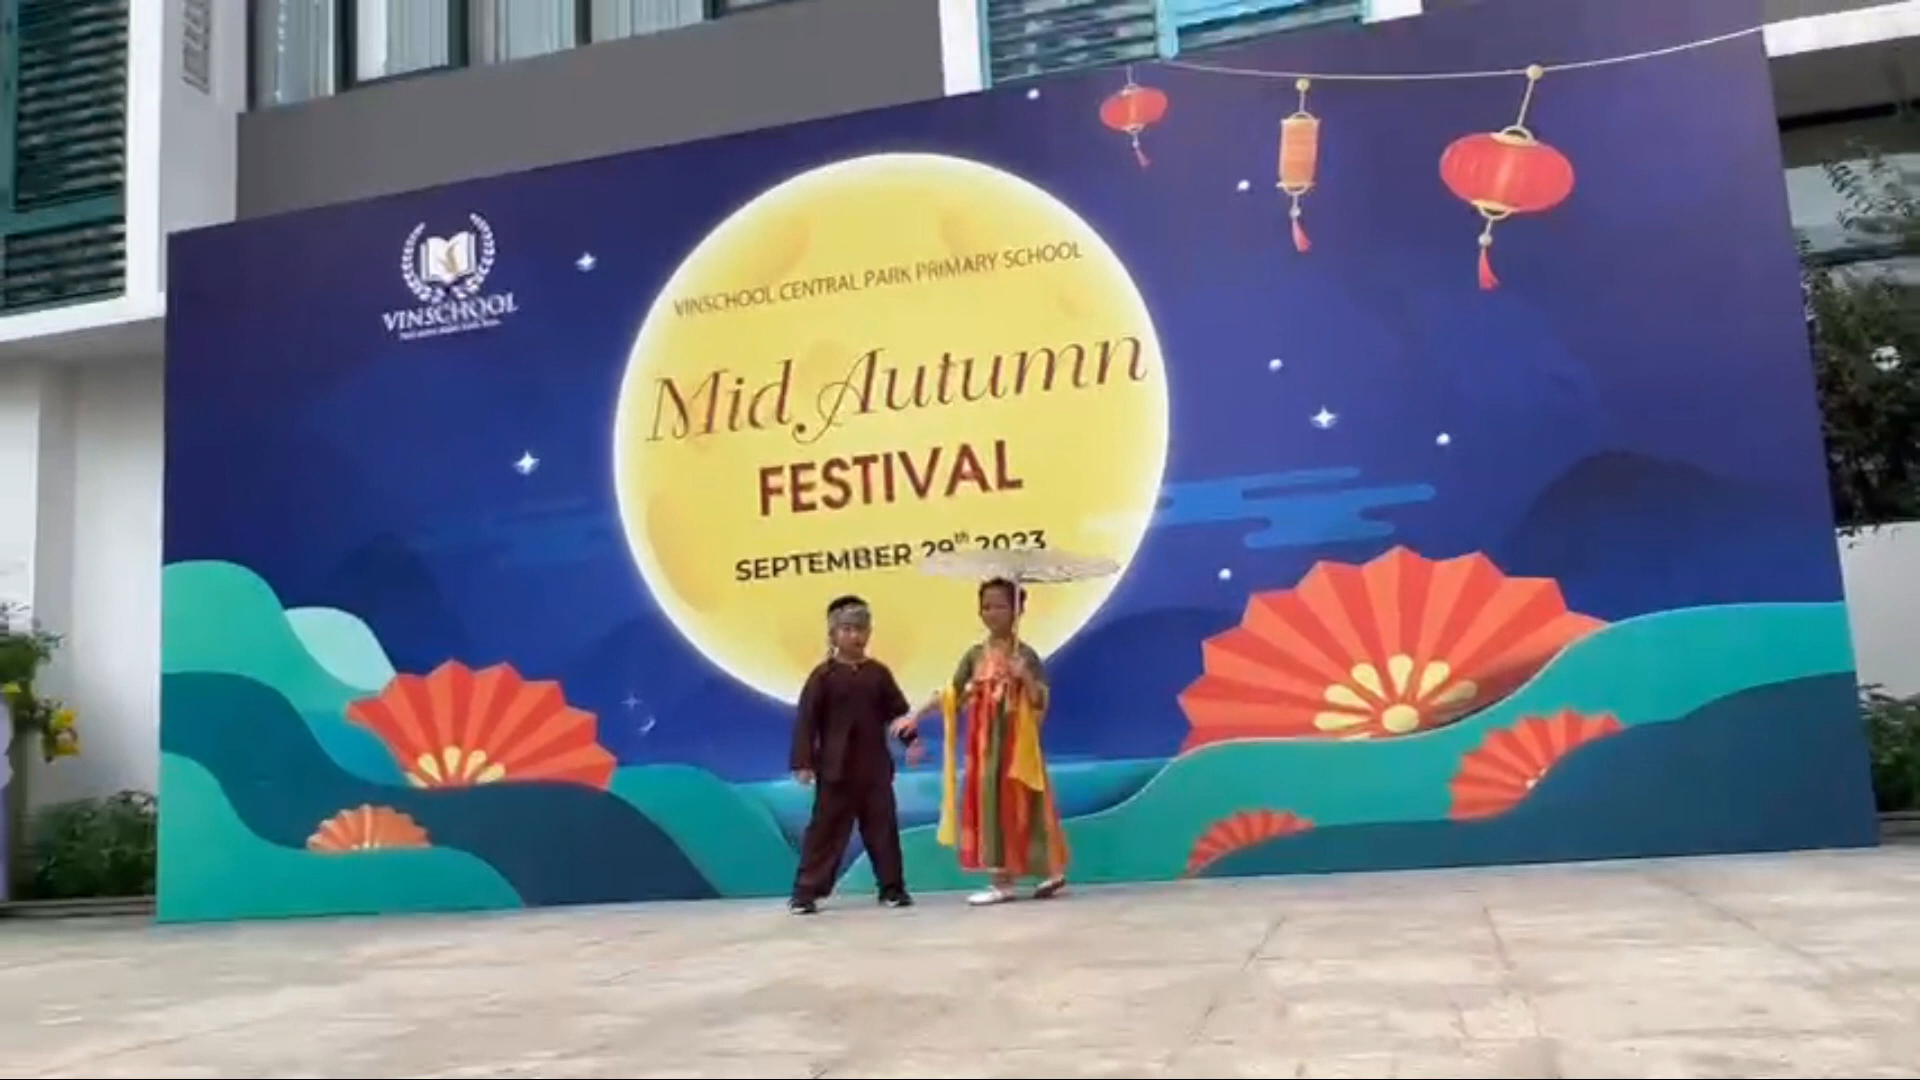 VINSCHOOL
VINSCHOOL CENTRAL PARK PRIMARY SCHOOL
Mid Autumn
FESTIVAL
SEPTEMBER 29th 2023